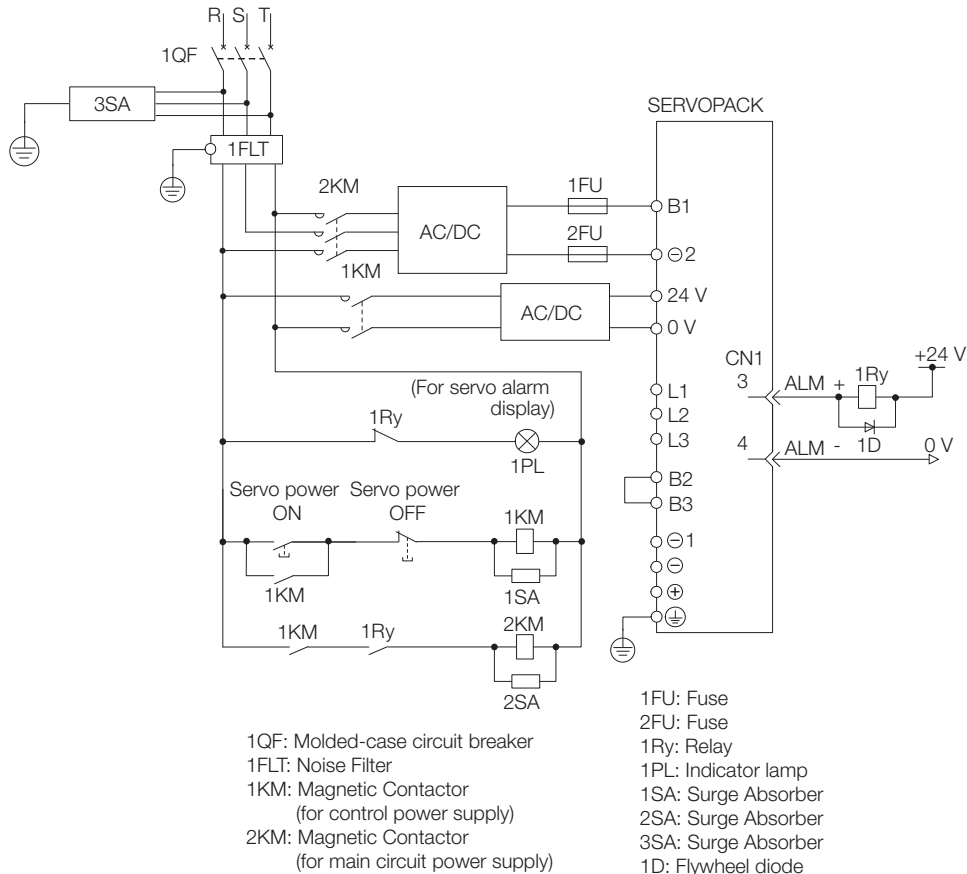 R S T
1QF
3SA
1FLT
SERVOPACK
2KM
1FU
AC/DC
B1
2FU
⊖2
1KM
AC/DC
24 V
0 V
CN1
3
ALM +
1Ry
+24 V
(For servo alarm
display)
1Ry
1PL
L1
L2
L3
4
ALM -
1D
0 V
B2
B3
Servo power
ON
Servo power
OFF
1KM
1KM
1SA
⊖1
⊖
⊕
1KM
1Ry
2KM
2SA
1QF: Molded-case circuit breaker
1FLT: Noise Filter
1KM: Magnetic Contactor
(for control power supply)
2KM: Magnetic Contactor
(for main circuit power supply)
1FU: Fuse
2FU: Fuse
1Ry: Relay
1PL: Indicator lamp
1SA: Surge Absorber
2SA: Surge Absorber
3SA: Surge Absorber
1D: Flywheel diode